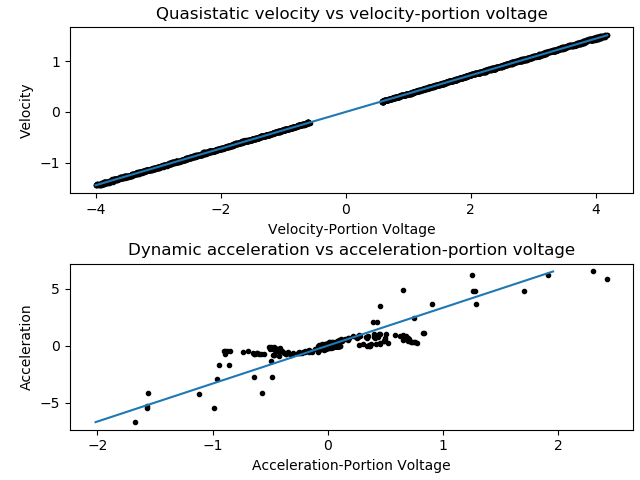 Quasistatic velocity vs velocity-portion voltage
1
0
−1
Velocity
−4 −2 0 2 4
Velocity-Portion Voltage
Dynamic acceleration vs acceleration-portion voltage
5
0
−5
Acceleration
−2 −1 0 1 2
Acceleration-Portion Voltage